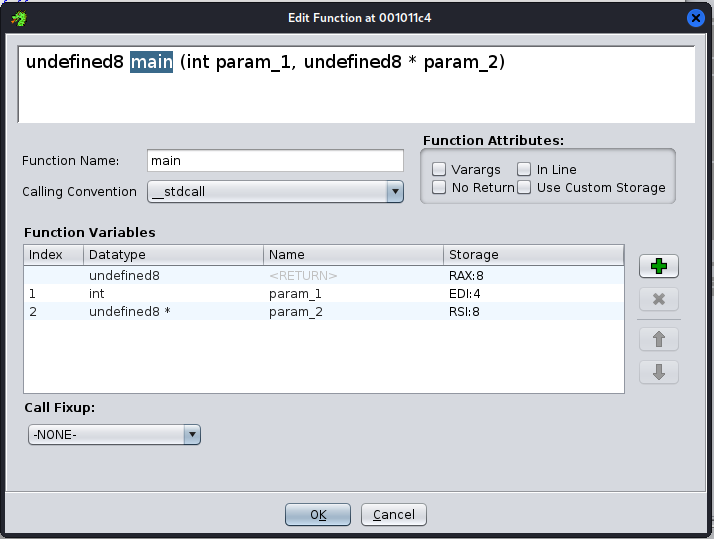 Edit Function at 001011c4
undefined8 main (int param_1, undefined8 * param_2)
Function Attributes:
Function Name: main
Varargs In Line
Calling Convention __stdcall
No Return Use Custom Storage
Function Variables
Index Datatype Name Storage
undefined8 <RETURN> RAX:8
1 int param_1 EDI:4
2 undefined8 * param_2 RSI:8
Call Fixup:
-NONE-
OK Cancel